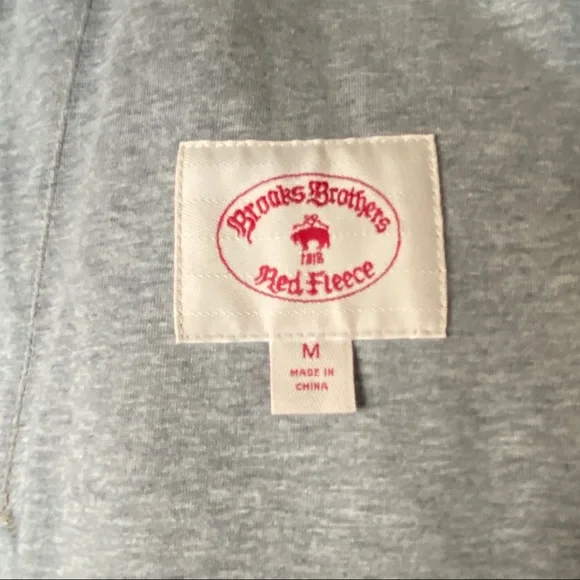 Brooks Brothers
1818
Red Fleece
M
MADE IN
CHINA